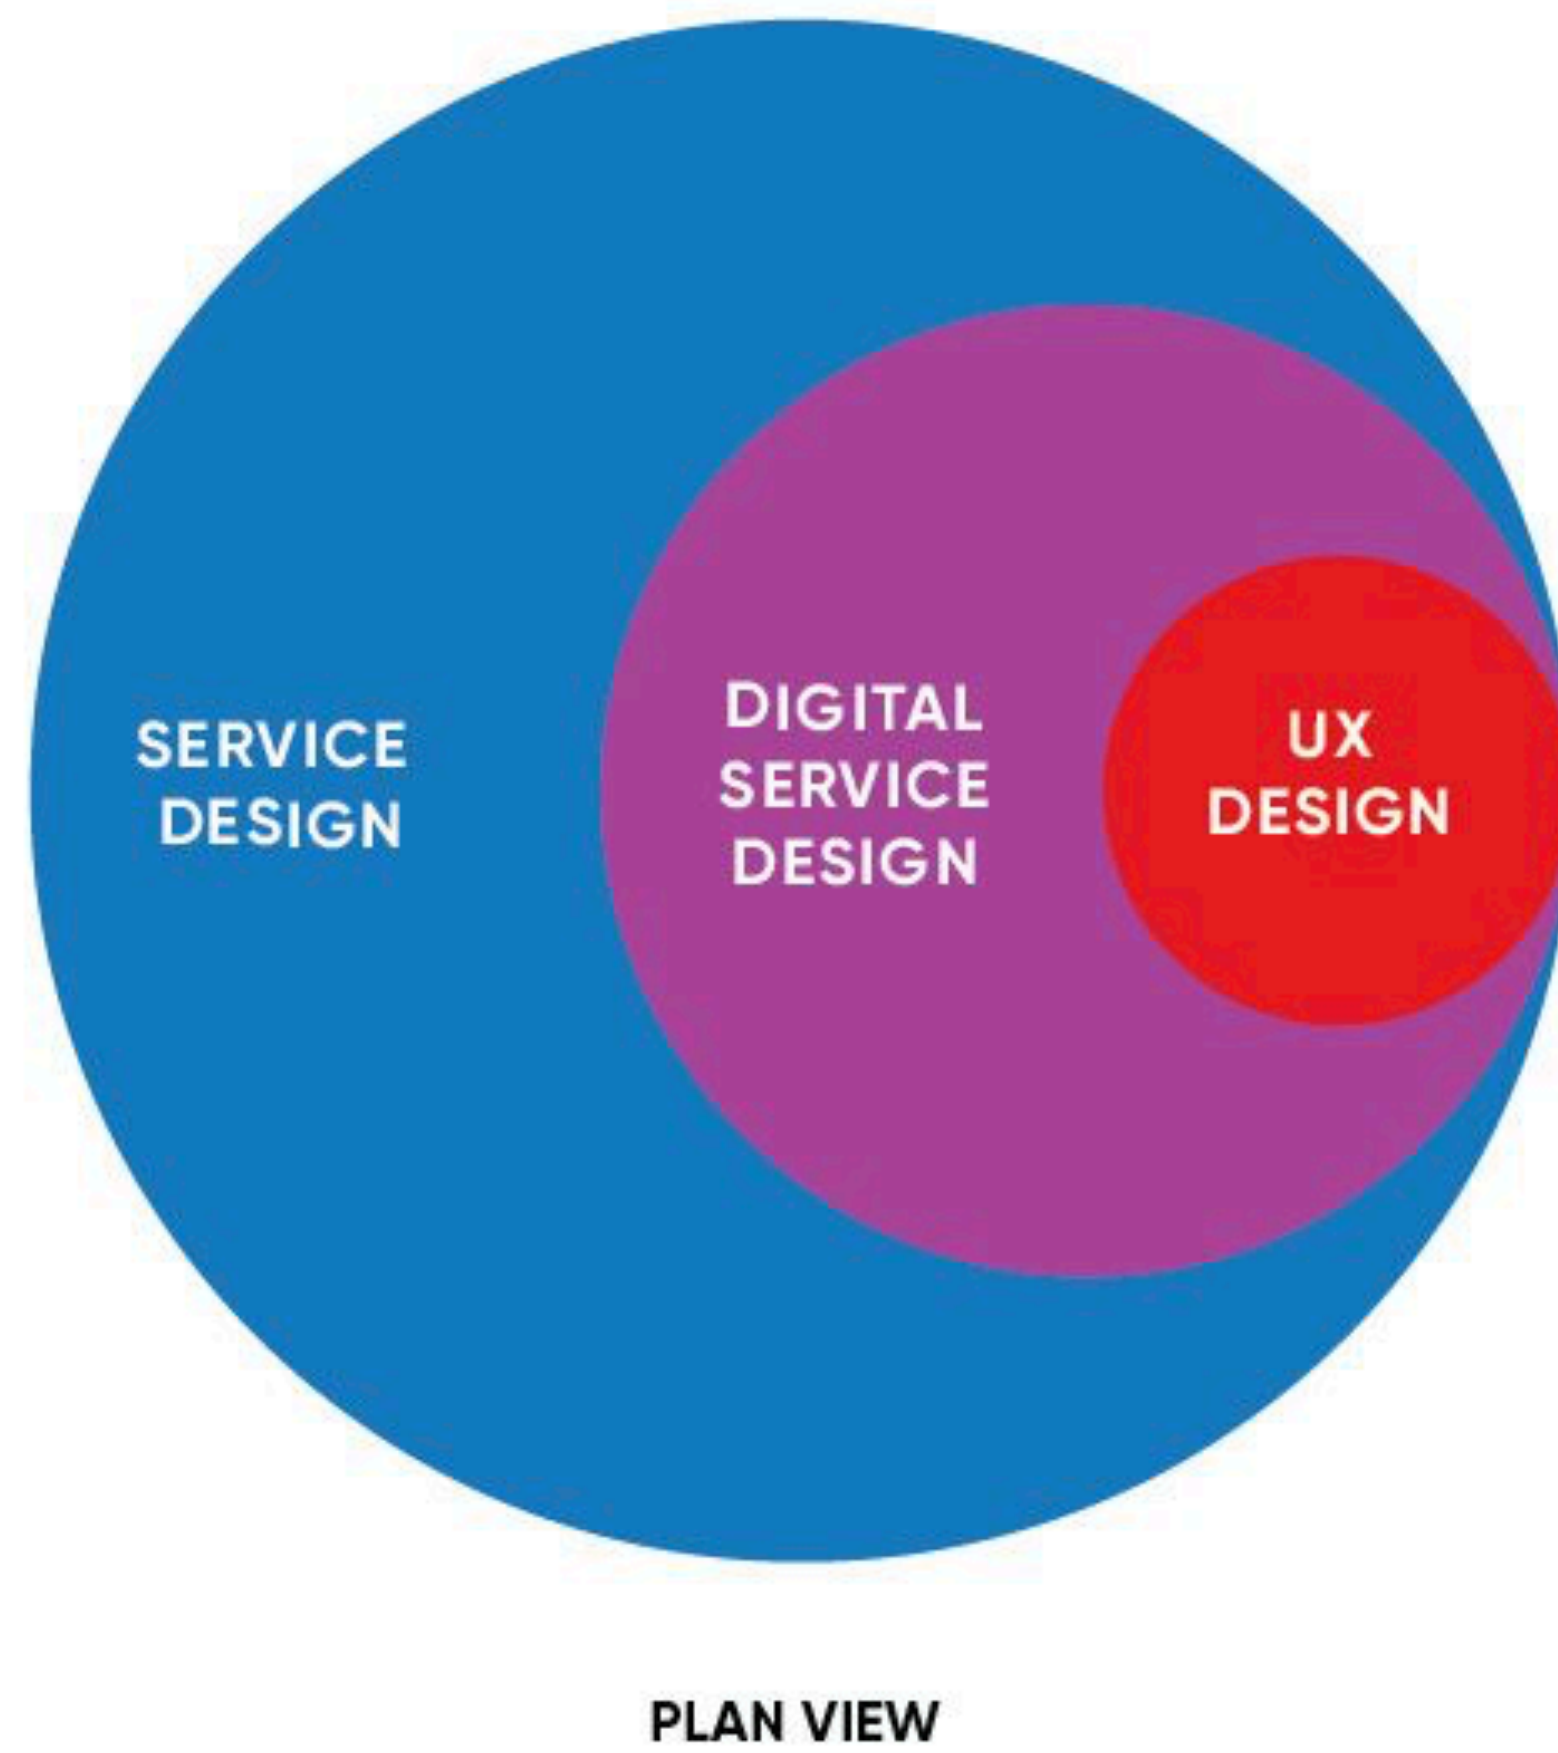 SERVICE
DESIGN
DIGITAL
SERVICE
DESIGN
UX
DESIGN
PLAN VIEW